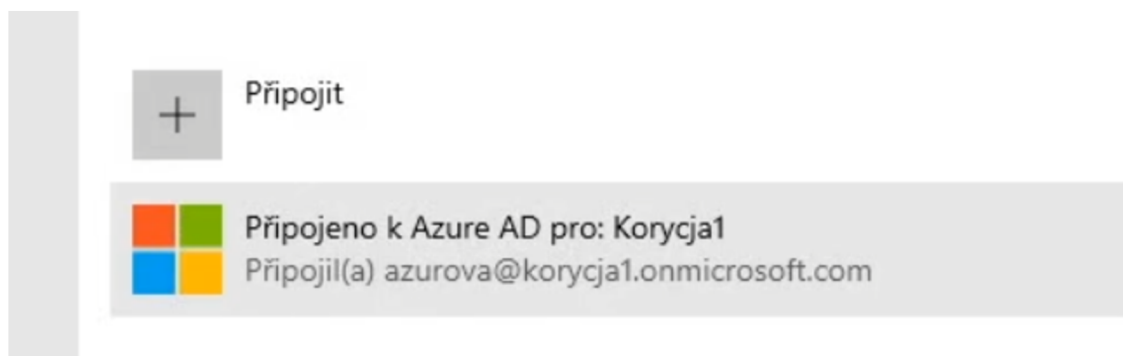 Připojit
Připojeno k Azure AD pro: Korycja1
Připojil(a) azurova@korycja1.onmicrosoft.com